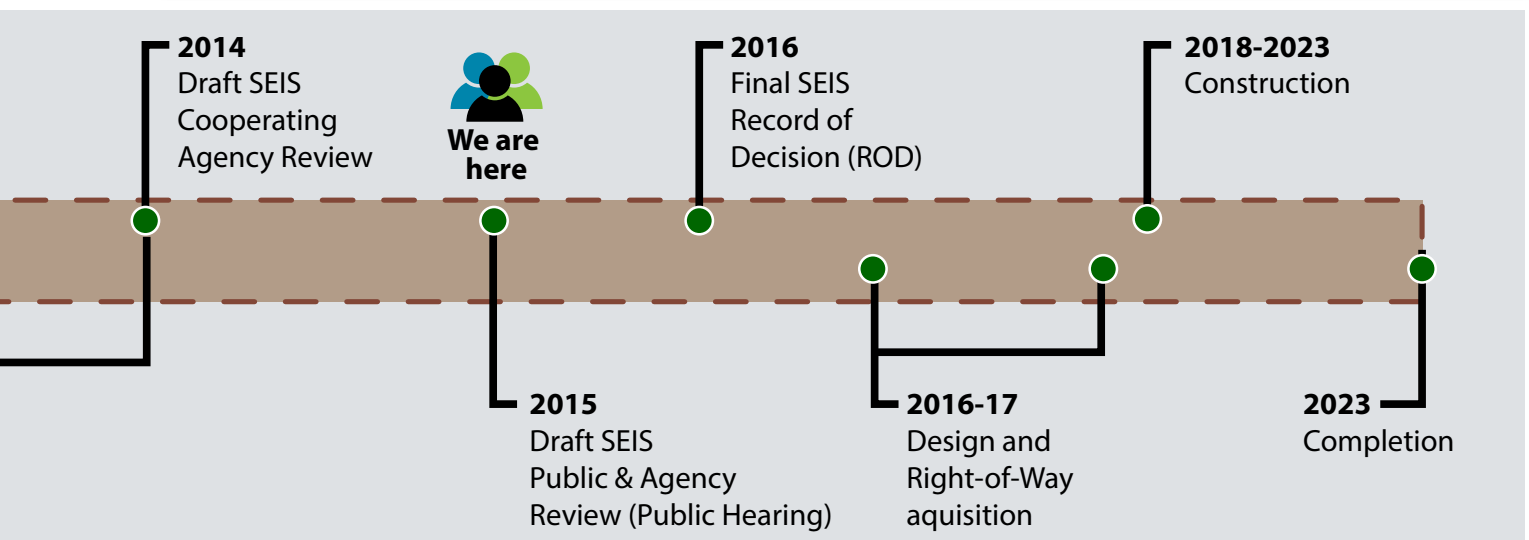 2014
Draft SEIS
Cooperating
Agency Review
We are
here
2016
Final SEIS
Record of
Decision (ROD)
2018-2023
Construction
2015
Draft SEIS
Public & Agency
Review (Public Hearing)
2016-17
Design and
Right-of-Way
aquisition
2023
Completion